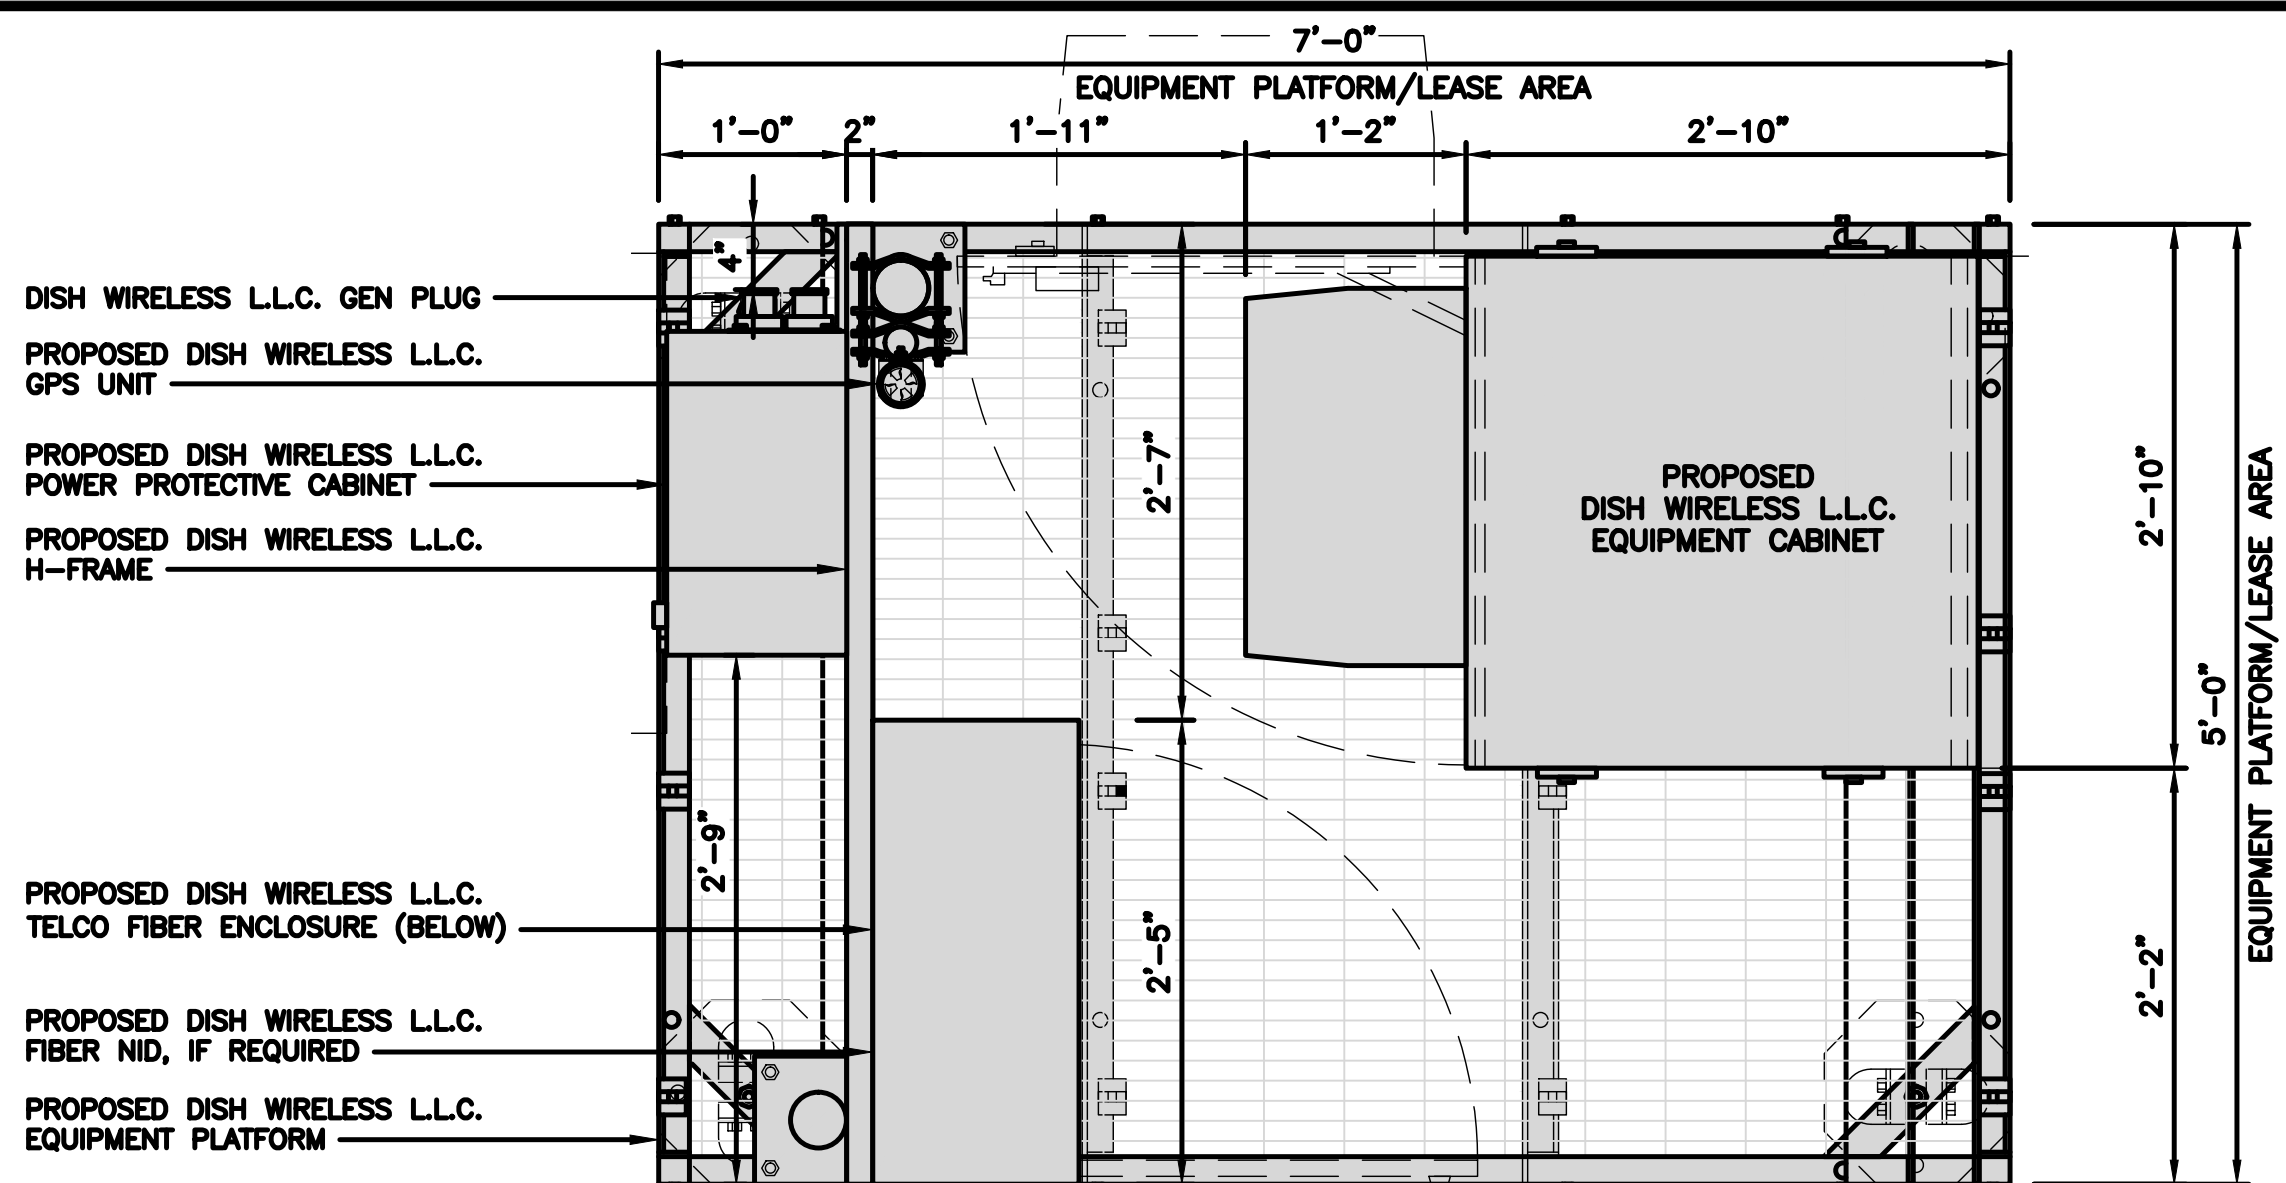 7'-0"
EQUIPMENT PLATFORM/LEASE AREA
1'-0"
2"
1'-11"
1'-2"
2'-10"
4"
DISH WIRELESS L.L.C. GEN PLUG
PROPOSED DISH WIRELESS L.L.C.
GPS UNIT
PROPOSED DISH WIRELESS L.L.C.
POWER PROTECTIVE CABINET
PROPOSED DISH WIRELESS L.L.C.
H-FRAME
PROPOSED DISH WIRELESS L.L.C.
TELCO FIBER ENCLOSURE (BELOW)
PROPOSED DISH WIRELESS L.L.C.
FIBER NID, IF REQUIRED
PROPOSED DISH WIRELESS L.L.C.
EQUIPMENT PLATFORM
2'-9"
2'-7"
2'-5"
PROPOSED
DISH WIRELESS L.L.C.
EQUIPMENT CABINET
2'-10"
2'-2"
5'-0"
EQUIPMENT PLATFORM/LEASE AREA